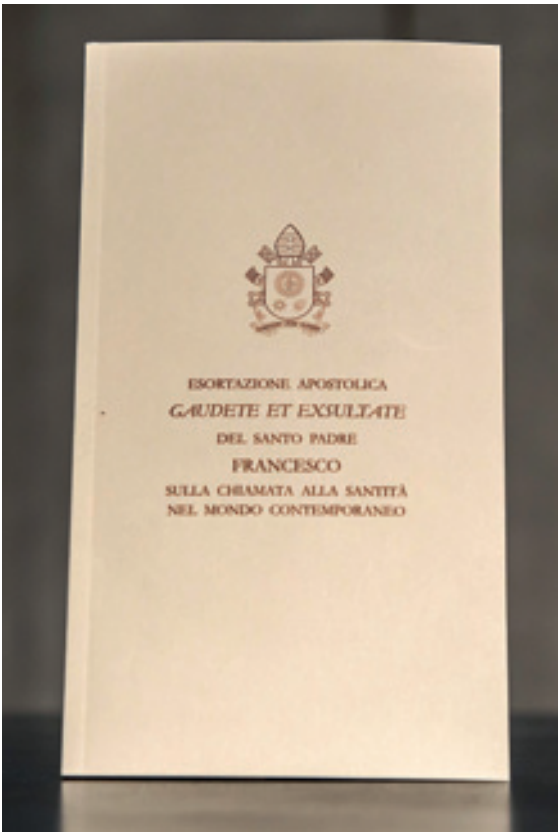 ESORTAZIONE APOSTOLICA
GAUDETE ET EXSULTATE
DEL SANTO PADRE
FRANCESCO
SULLA CHIAMATA ALLA SANTITÀ
NEL MONDO CONTEMPORANEO